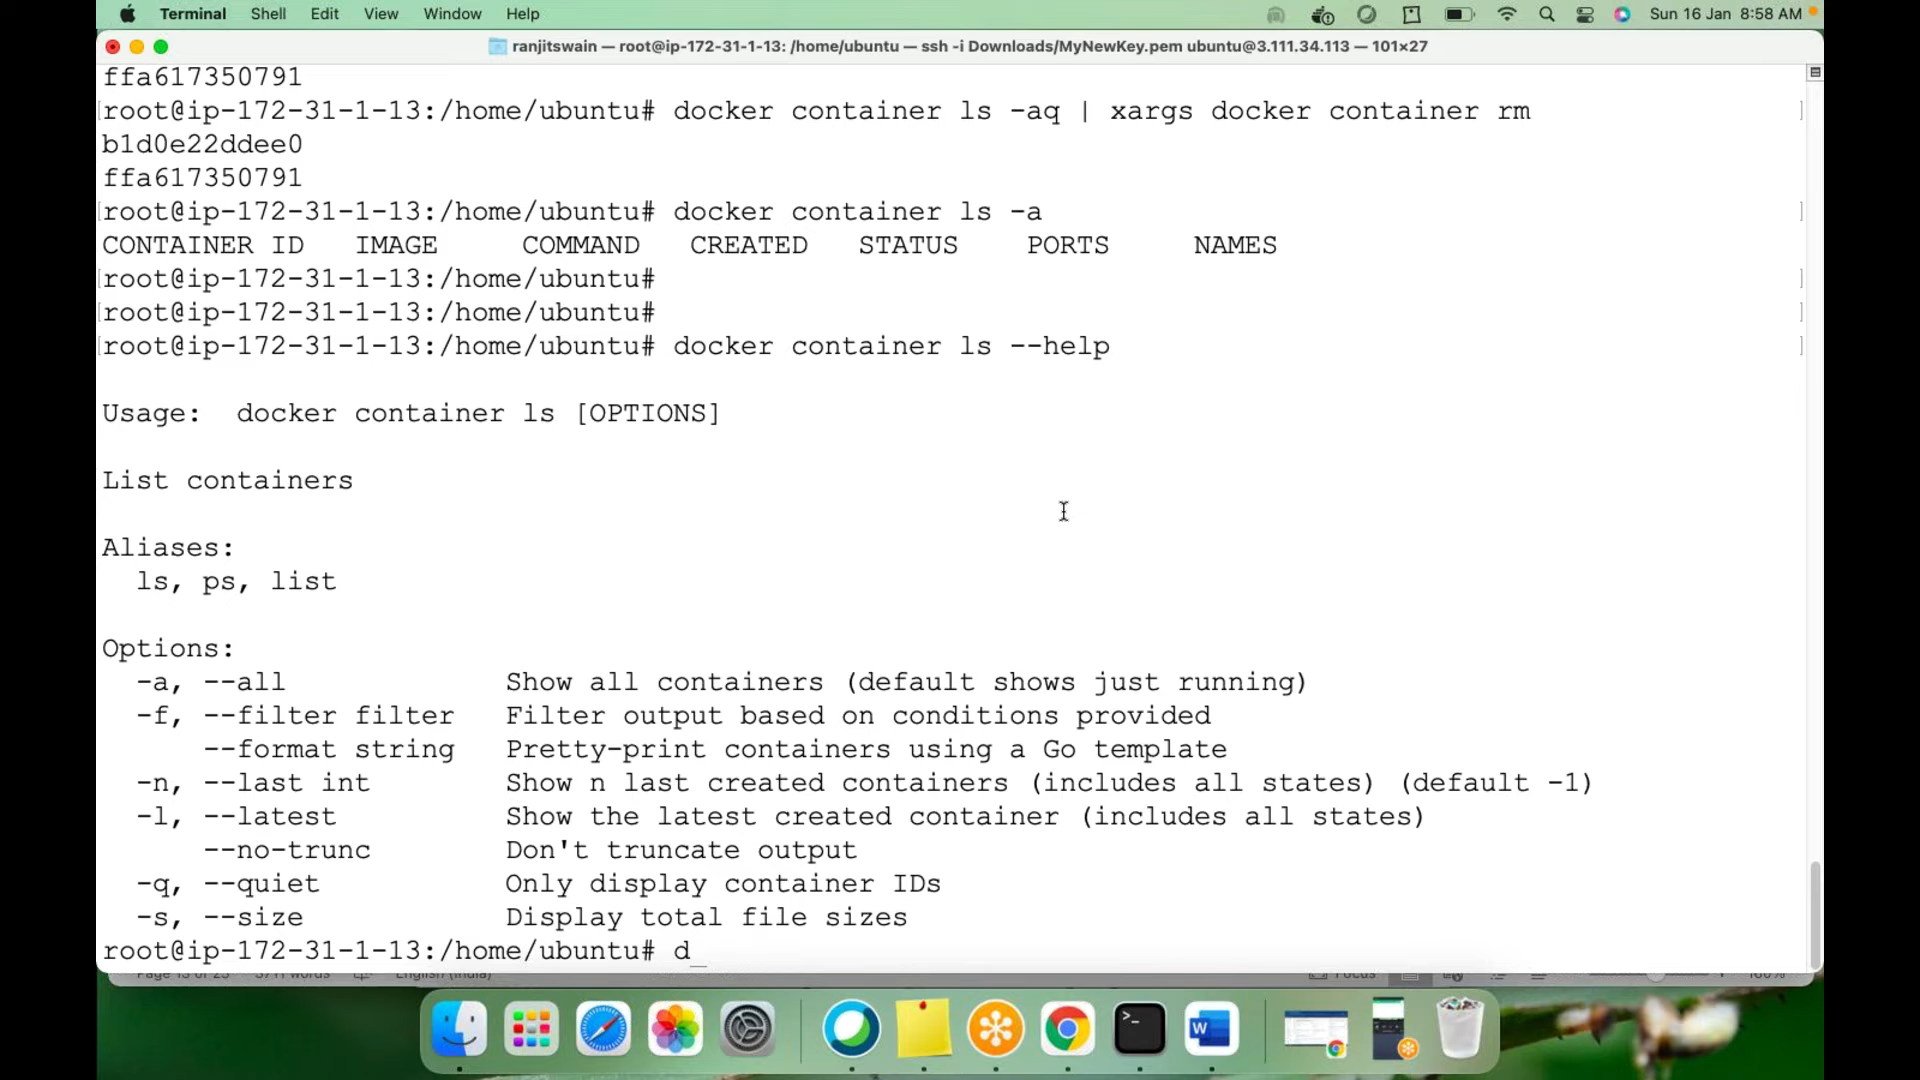 Terminal Shell Edit View Window Help Sun 16 Jan 8:58 AM
ranjitswain — root@ip-172-31-1-13: /home/ubuntu — ssh -i Downloads/MyNewKey.pem ubuntu@3.111.34.113 — 101×27
ffa617350791
root@ip-172-31-1-13:/home/ubuntu# docker container ls -aq | xargs docker container rm
b1d0e22ddee0
ffa617350791
root@ip-172-31-1-13:/home/ubuntu# docker container ls -a
CONTAINER ID   IMAGE     COMMAND   CREATED   STATUS    PORTS     NAMES
root@ip-172-31-1-13:/home/ubuntu#
root@ip-172-31-1-13:/home/ubuntu#
root@ip-172-31-1-13:/home/ubuntu# docker container ls --help
Usage:  docker container ls [OPTIONS]
List containers
Aliases:
  ls, ps, list
Options:
  -a, --all             Show all containers (default shows just running)
  -f, --filter filter   Filter output based on conditions provided
      --format string   Pretty-print containers using a Go template
  -n, --last int        Show n last created containers (includes all states) (default -1)
  -l, --latest          Show the latest created container (includes all states)
      --no-trunc        Don't truncate output
  -q, --quiet           Only display container IDs
  -s, --size            Display total file sizes
root@ip-172-31-1-13:/home/ubuntu# d_
English (India)
Focus
W